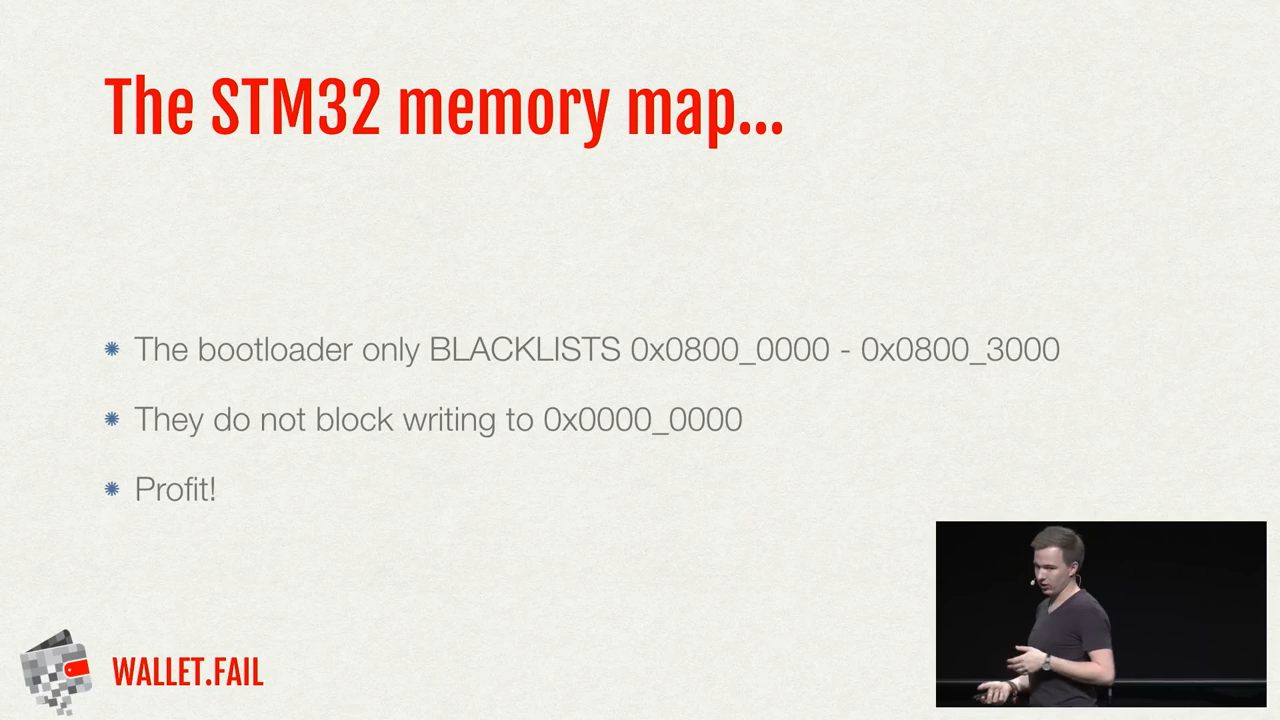 The STM32 memory map...
The bootloader only BLACKLISTS 0x0800_0000 - 0x0800_3000
They do not block writing to 0x0000_0000
Profit!
WALLET.FAIL